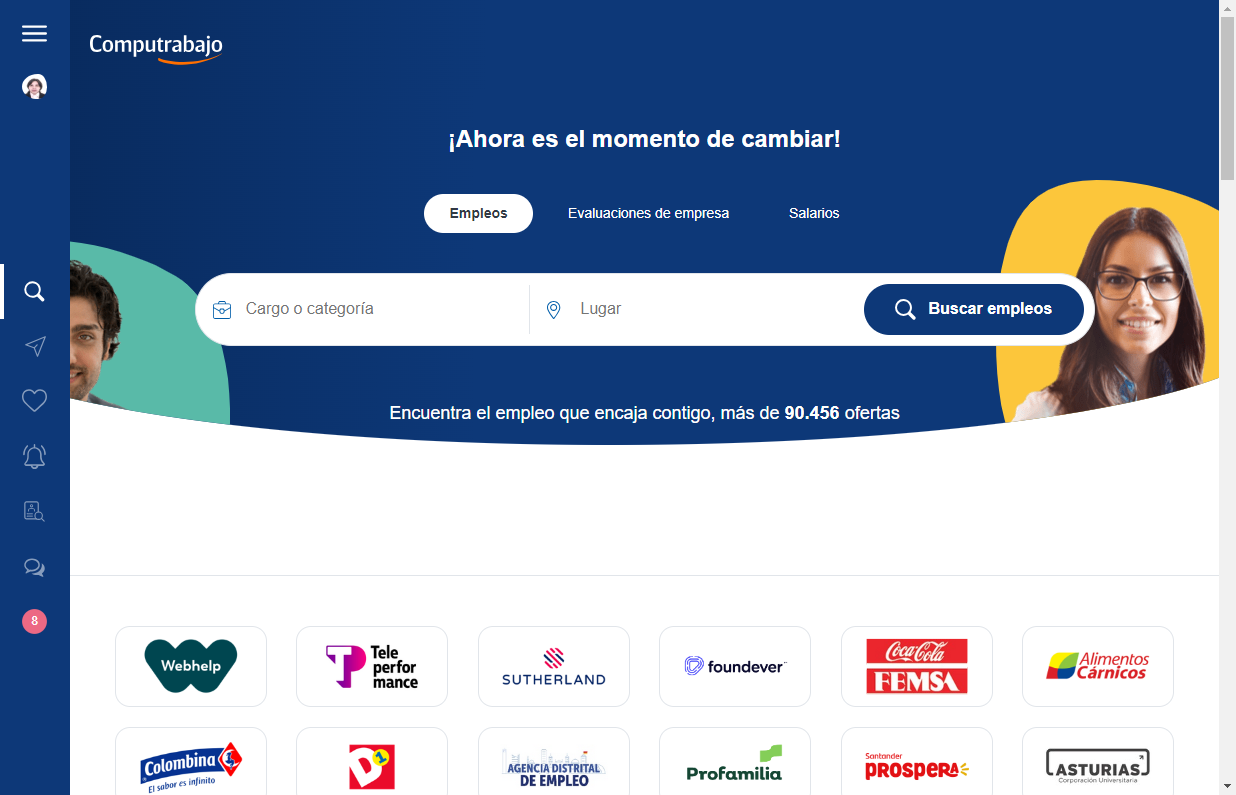 Computrabajo
¡Ahora es el momento de cambiar!
Empleos Evaluaciones de empresa Salarios
Cargo o categoría Lugar Buscar empleos
Encuentra el empleo que encaja contigo, más de 90.456 ofertas
8
Webhelp
Tele
perfor
mance
SUTHERLAND
foundever
Coca-Cola
FEMSA
Alimentos
Cárnicos
Colombina
El sabor es infinito
D1
AGENCIA DISTRITAL
DE EMPLEO
Profamilia
Santander
PROSPERA
ASTURIAS
Corporación Universitaria